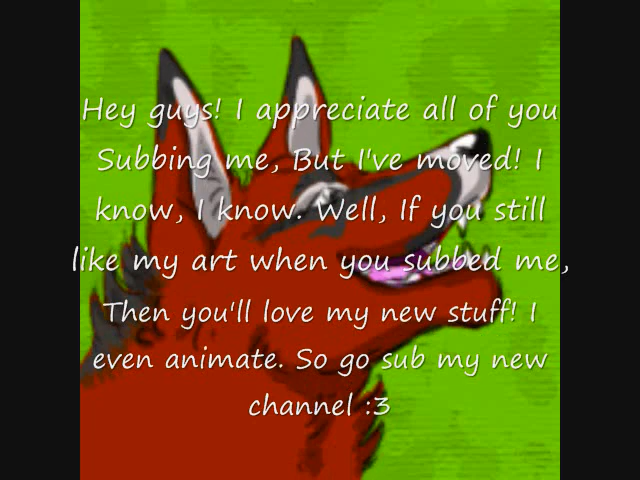 Hey guys! I appreciate all of you
Subbing me, But I've moved! I
know, I know. Well, If you still
like my art when you subbed me,
Then you'll love my new stuff! I
even animate. So go sub my new
channel :3